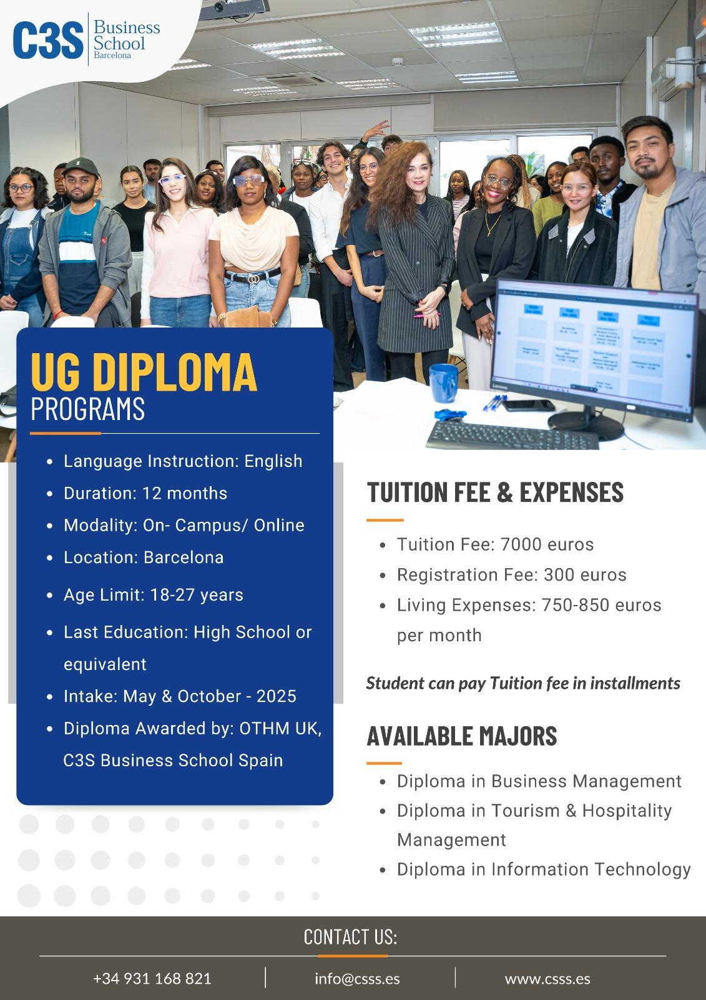 C3S
Business
School
Barcelona
UG DIPLOMA
PROGRAMS
• Language Instruction: English
• Duration: 12 months
• Modality: On- Campus/ Online
• Location: Barcelona
• Age Limit: 18-27 years
• Last Education: High School or
equivalent
• Intake: May & October - 2025
• Diploma Awarded by: OTHM UK,
C3S Business School Spain
TUITION FEE & EXPENSES
• Tuition Fee: 7000 euros
• Registration Fee: 300 euros
• Living Expenses: 750-850 euros
per month
Student can pay Tuition fee in installments
AVAILABLE MAJORS
• Diploma in Business Management
• Diploma in Tourism & Hospitality
Management
• Diploma in Information Technology
CONTACT US:
+34 931 168 821
info@csss.es
www.csss.es